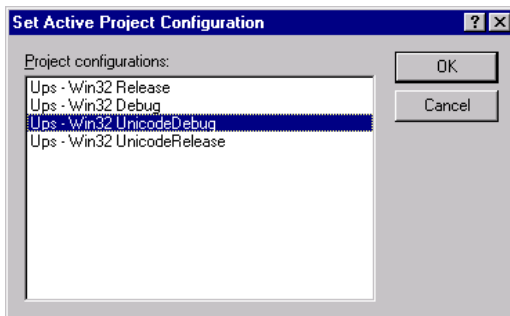 Set Active Project Configuration
Project configurations:
OK
Ups - Win32 Release
Ups - Win32 Debug
Cancel
Ups - Win32 UnicodeDebug
Ups - Win32 UnicodeRelease